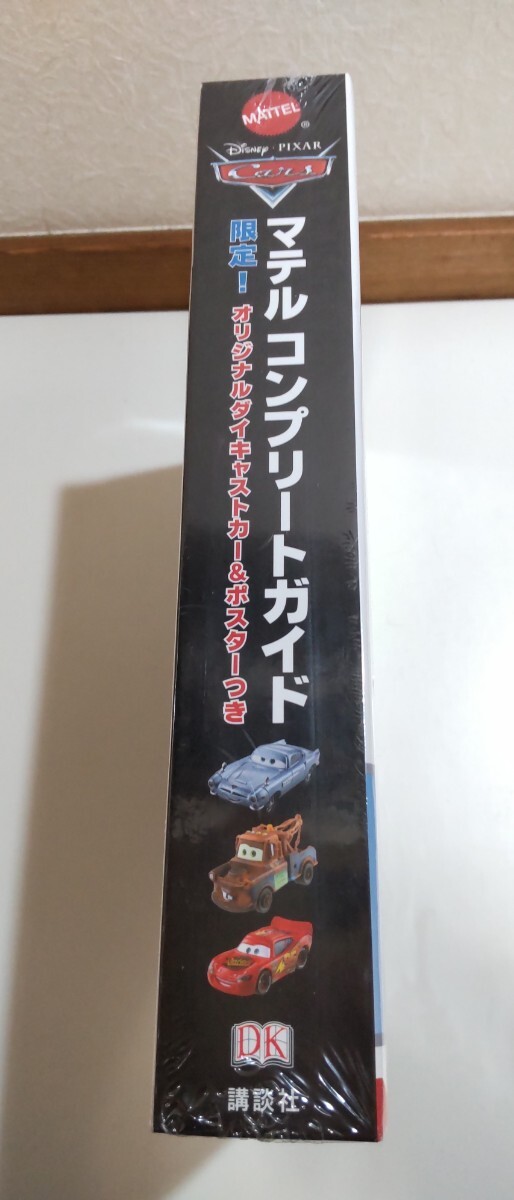 MATTEL
®
Disney · PIXAR
Cars
マテル コンプリートガイド
限定!
オリジナルダイキャストカー&ポスターつき
DK
講談社